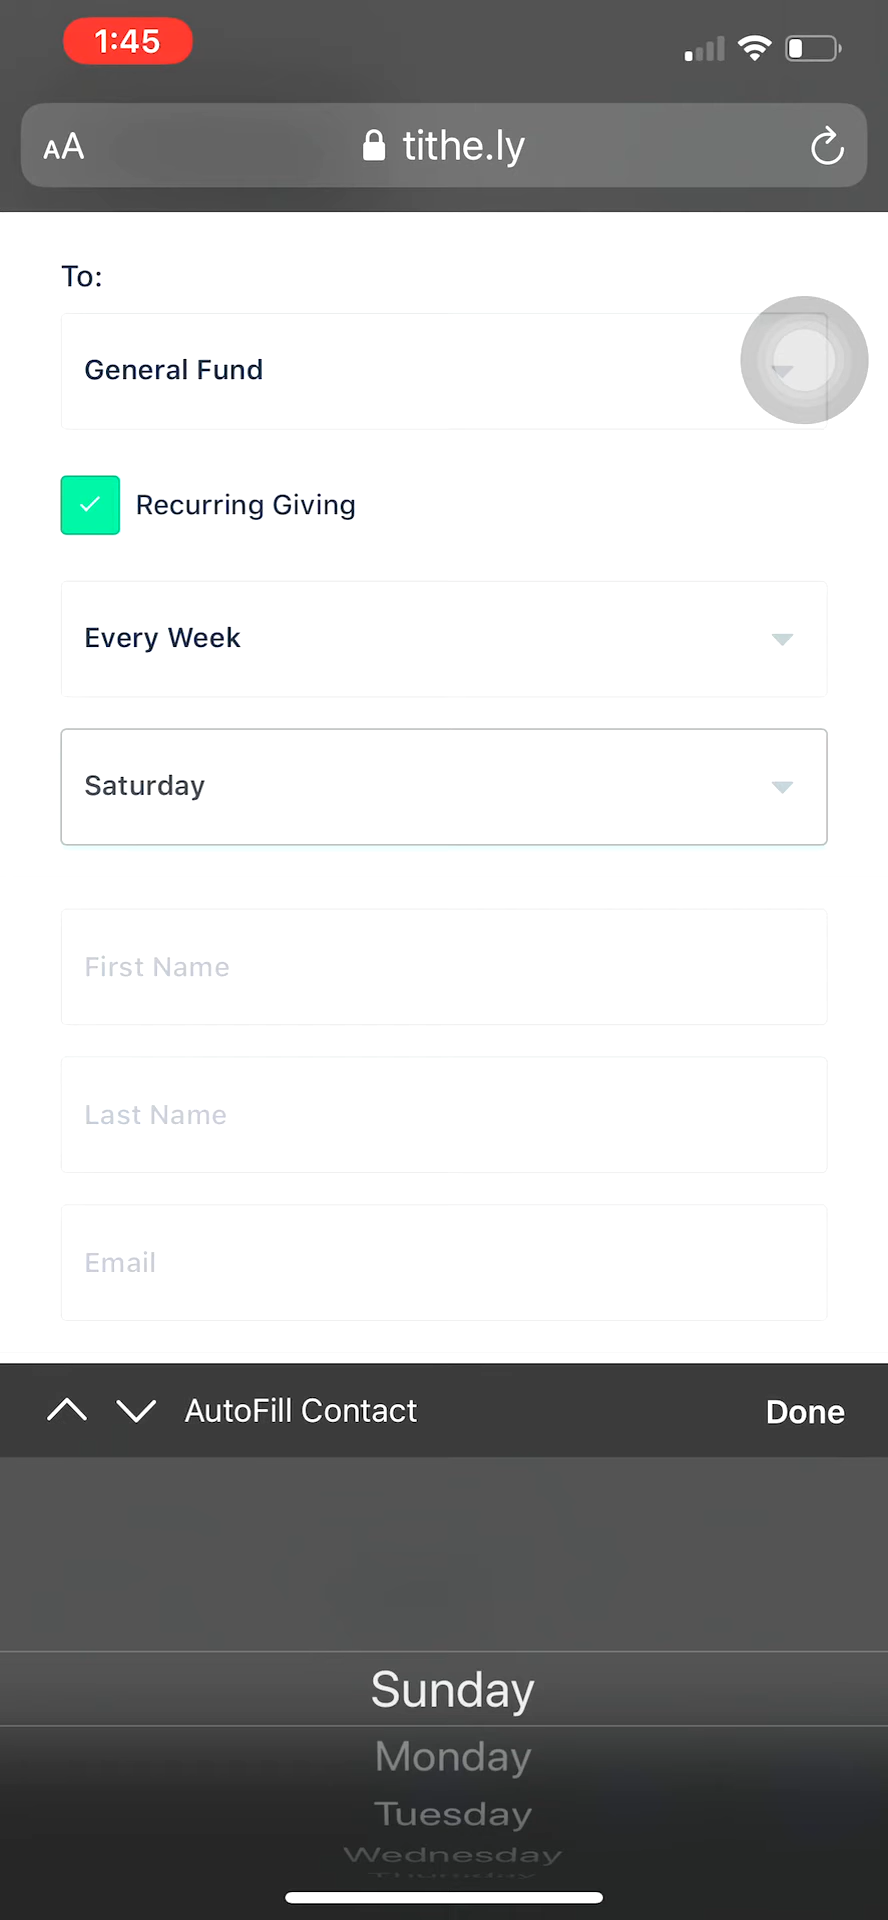 1:45
AA
tithe.ly
To:
General Fund
Recurring Giving
Every Week
Saturday
First Name
Last Name
Email
AutoFill Contact
Done
Sunday
Monday
Tuesday
Wednesday
Thursday